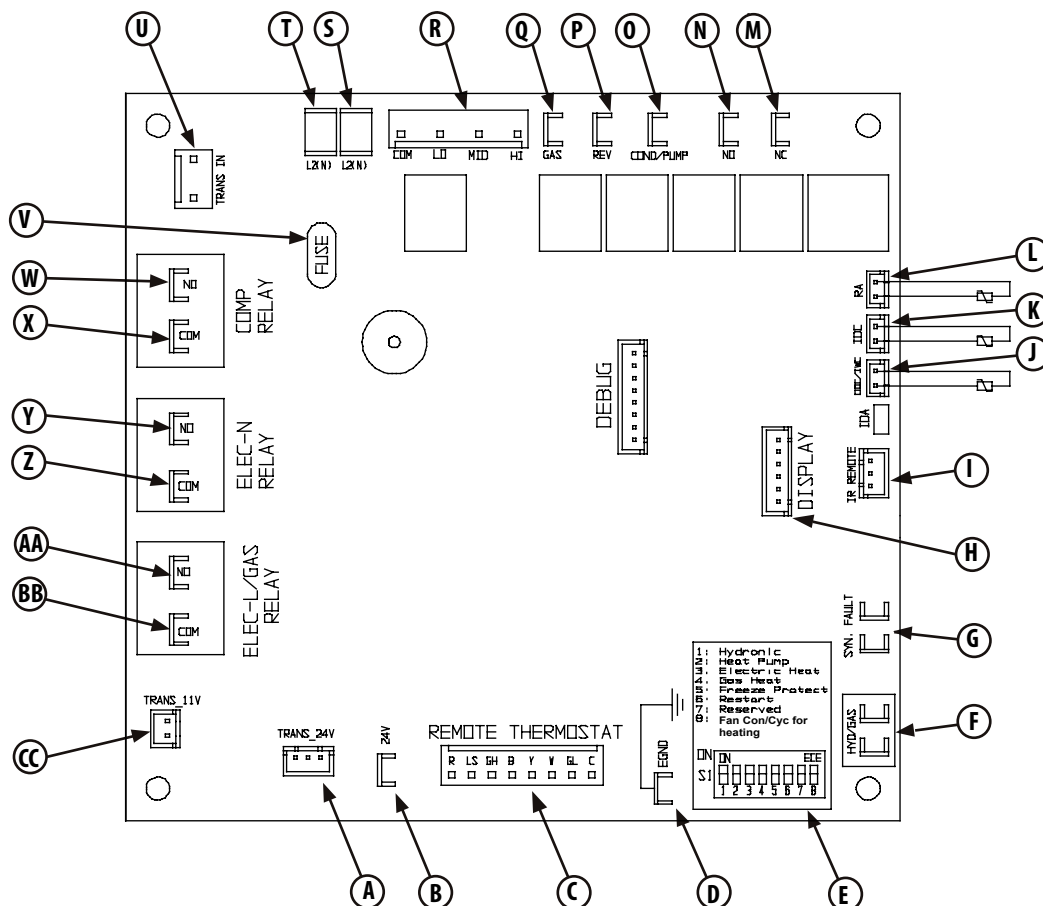 U
T
S
R
Q
P
O
N
M
TRANS IN
L2(N)
L2(N)
COM LO MID HI
GAS
REV
COND/PUMP
NO
NC
V
FUSE
W
NO
X
COM
COMP
RELAY
L
RA
K
IDC
J
ODC/IWC
IDA
DEBUG
Y
NO
Z
COM
ELEC-N
RELAY
DISPLAY
IR REMOTE
I
H
AA
NO
BB
COM
ELEC-L/GAS
RELAY
SYN. FAULT
G
1: Hydronic
2: Heat Pump
3. Electric Heat
4. Gas Heat
5: Freeze Protect
6: Restart
7: Reserved
8: Fan Con/Cyc for
heating
HYD/GAS
F
TRANS_11V
CC
TRANS_24V
24V
REMOTE THERMOSTAT
R LS GH B Y W GL C
EGND
ON
ON ECE
S1
1 2 3 4 5 6 7 8
A
B
C
D
E